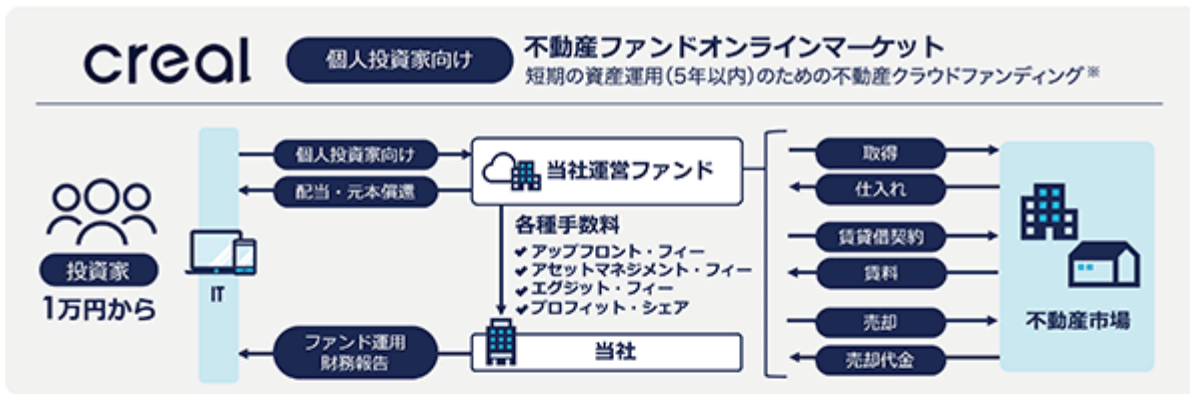 creal
個人投資家向け
不動産ファンドオンラインマーケット
短期の資産運用(5年以内)のための不動産クラウドファンディング※
投資家
1万円から
IT
個人投資家向け
配当・元本償還
当社運営ファンド
各種手数料
✔アップフロント・フィー
✔アセットマネジメント・フィー
✔エグジット・フィー
✔プロフィット・シェア
ファンド運用
財務報告
当社
取得
仕入れ
賃貸借契約
賃料
売却
売却代金
不動産市場